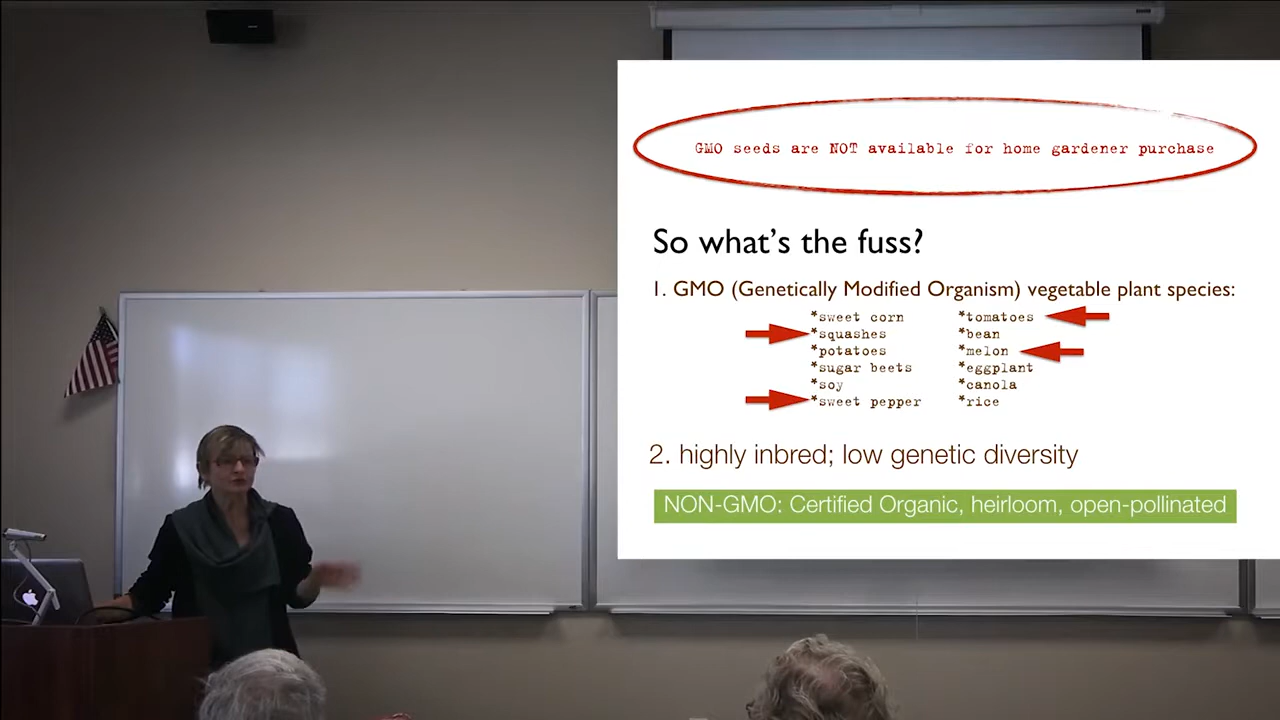 GMO seeds are NOT available for home gardener purchase
So what's the fuss?
1. GMO (Genetically Modified Organism) vegetable plant species:
*sweet corn
*squashes
*potatoes
*sugar beets
*soy
*sweet pepper
*tomatoes
*bean
*melon
*eggplant
*canola
*rice
2. highly inbred; low genetic diversity
NON-GMO: Certified Organic, heirloom, open-pollinated